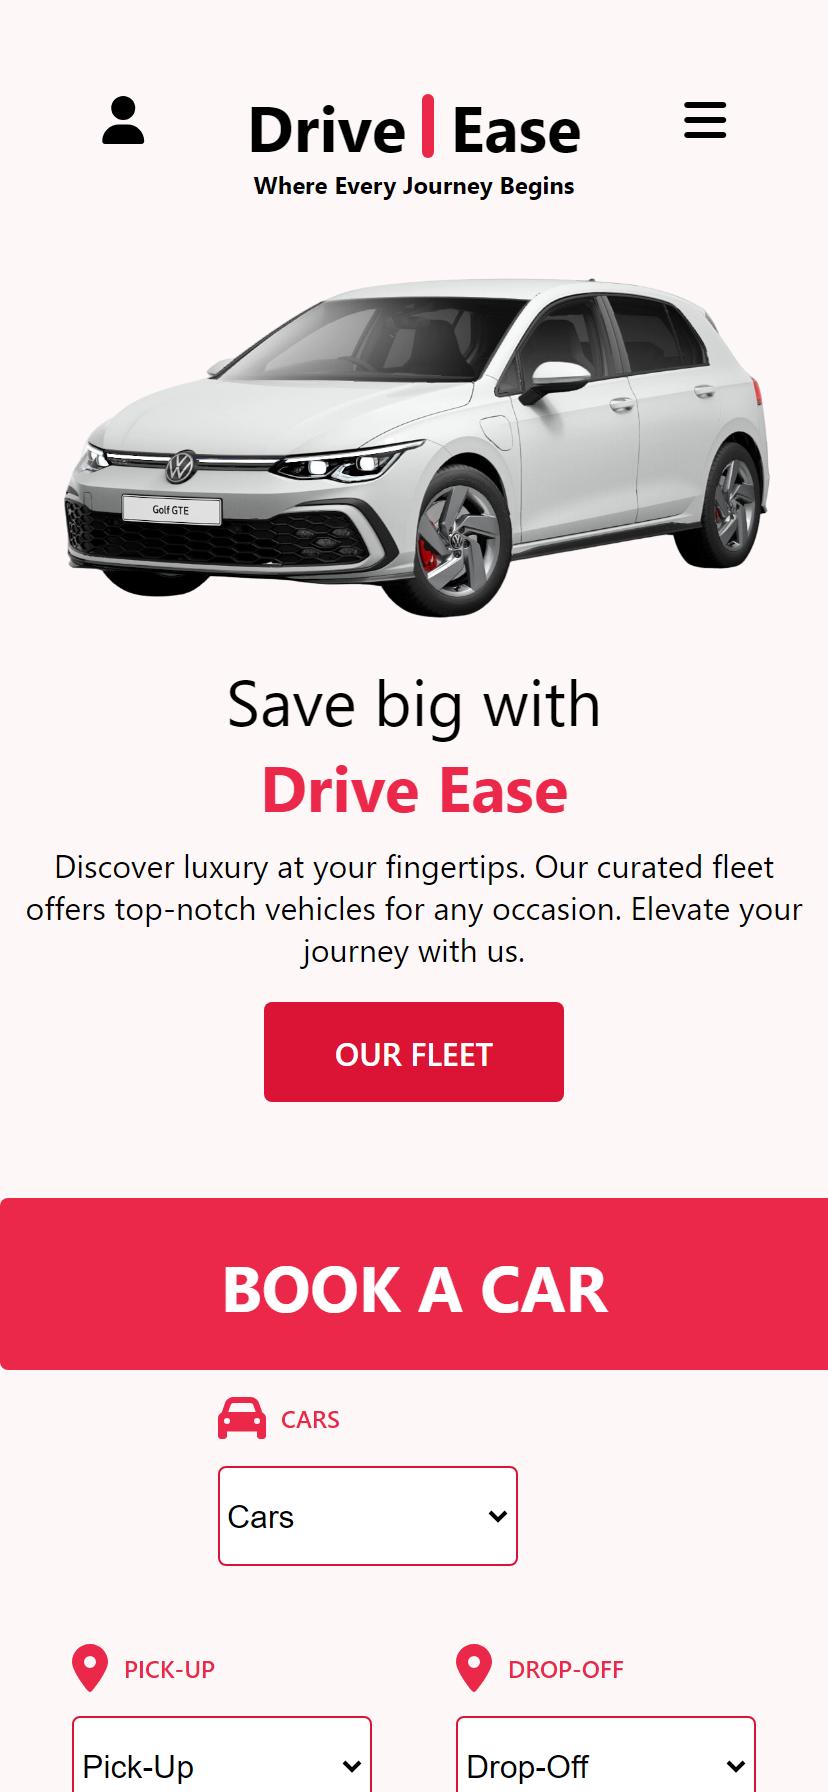 Drive Ease
Where Every Journey Begins
Golf GTE
Save big with
Drive Ease
Discover luxury at your fingertips. Our curated fleet
offers top-notch vehicles for any occasion. Elevate your
journey with us.
OUR FLEET
BOOK A CAR
CARS
Cars
PICK-UP
DROP-OFF
Pick-Up
Drop-Off